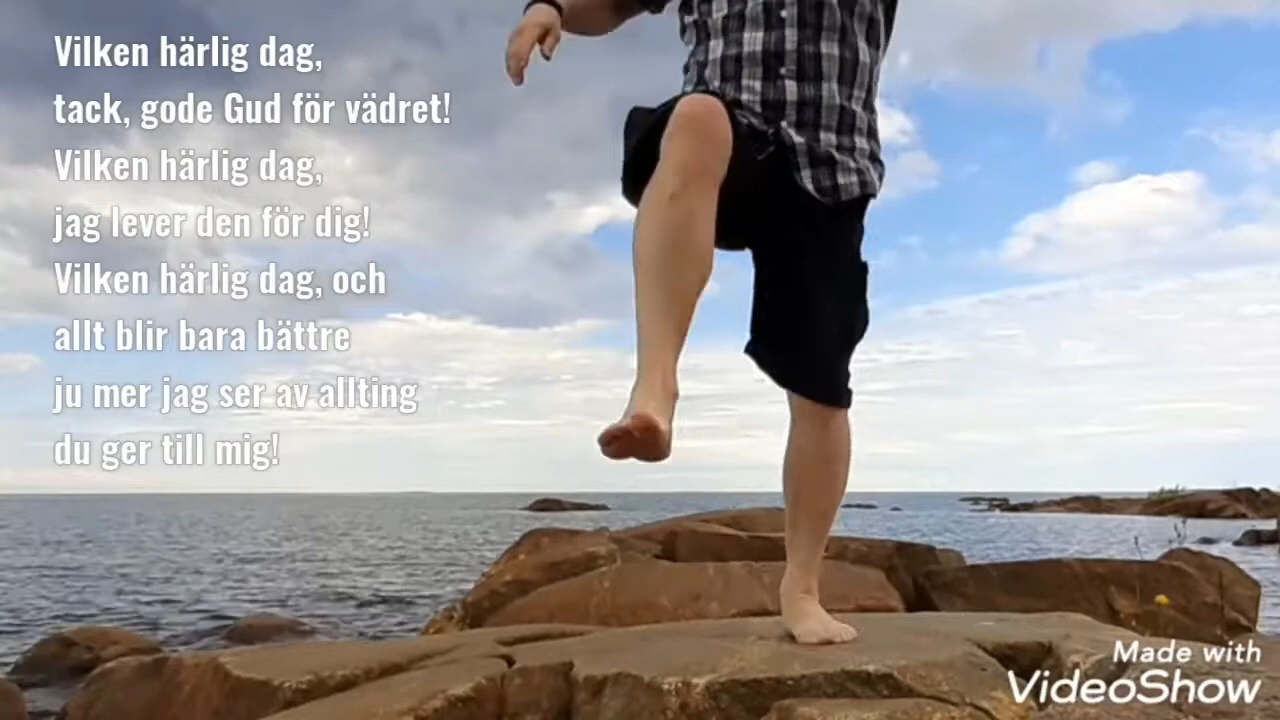 Vilken härlig dag,
tack, gode Gud för vädret!
Vilken härlig dag,
jag lever den för dig!
Vilken härlig dag, och
allt blir bara bättre
ju mer jag ser av allting
du ger till mig!
Made with
VideoShow